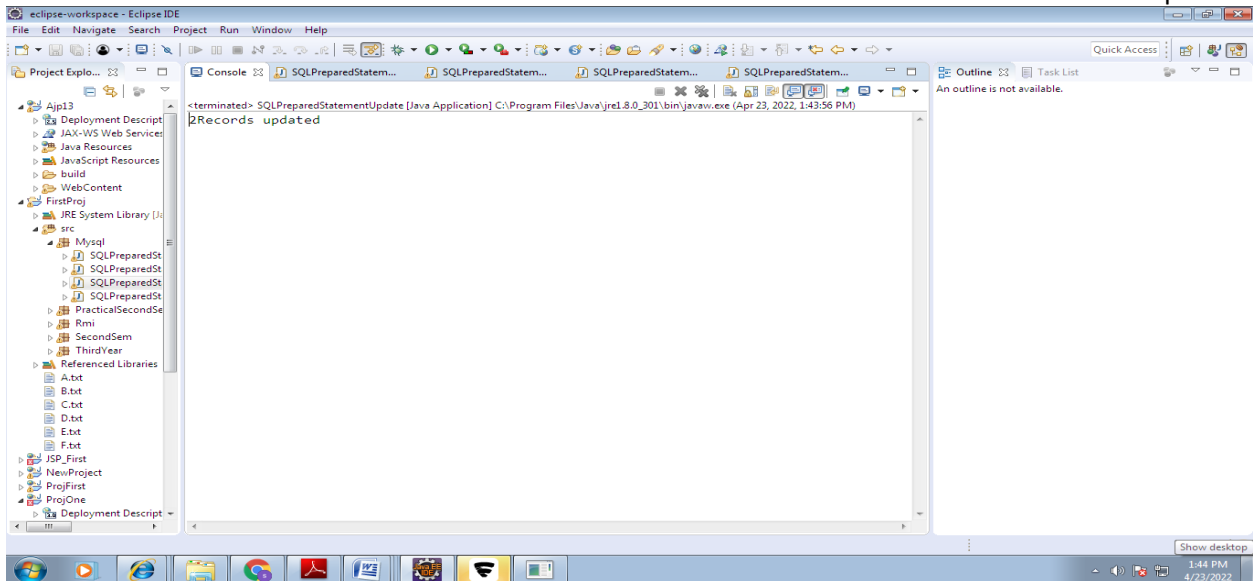 eclipse-workspace - Eclipse IDE
File Edit Navigate Search Project Run Window Help
Quick Access
Project Explo...
Console
SQLPreparedStatem...
SQLPreparedStatem...
SQLPreparedStatem...
SQLPreparedStatem...
Outline
Task List
An outline is not available.
<terminated> SQLPreparedStatementUpdate [Java Application] C:\Program Files\Java\jre1.8.0_301\bin\javaw.exe (Apr 23, 2022, 1:43:56 PM)
2Records updated
Ajp13
Deployment Descript
JAX-WS Web Services
Java Resources
JavaScript Resources
build
WebContent
FirstProj
JRE System Library [Ja
src
Mysql
SQLPreparedSt
SQLPreparedSt
SQLPreparedSt
SQLPreparedSt
PracticalSecondSe
Rmi
SecondSem
ThirdYear
Referenced Libraries
A.txt
B.txt
C.txt
D.txt
E.txt
F.txt
JSP_First
NewProject
ProjFirst
ProjOne
Deployment Descript
Show desktop
1:44 PM
4/23/2022